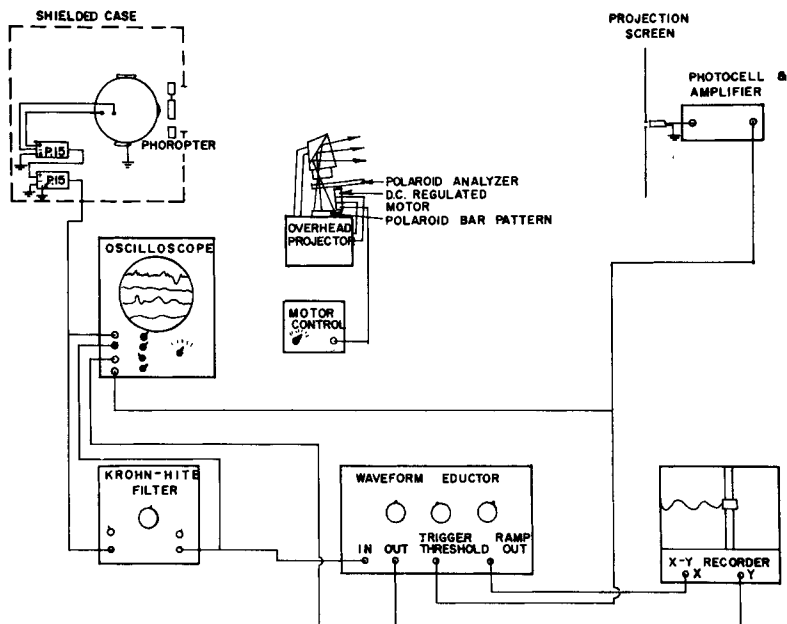 SHIELDED CASE
PHOROPTER
P.15
P.15
PROJECTION
SCREEN
PHOTOCELL &
AMPLIFIER
POLAROID ANALYZER
D.C. REGULATED
MOTOR
POLAROID BAR PATTERN
OVERHEAD
PROJECTOR
OSCILLOSCOPE
MOTOR
CONTROL
KROHN-HITE
FILTER
WAVEFORM EDUCTOR
IN OUT TRIGGER THRESHOLD RAMP OUT
X-Y RECORDER
X Y